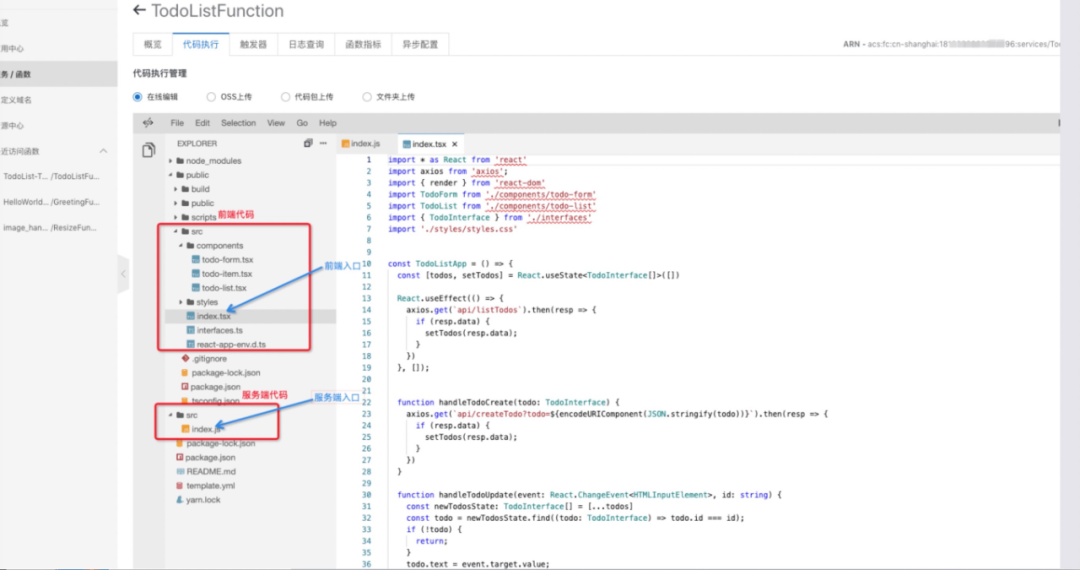 ← TodoListFunction
概览
代码执行
触发器
日志查询
函数指标
异步配置
ARN - acs:fc:cn-shanghai:18
96:services/To
览
用中心
务 / 函数
定义域名
源中心
近访问函数
TodoList-T... /TodoListFu...
HelloWorld... /GreetingFu...
image_han... /ResizeFun...
代码执行管理
在线编辑
OSS上传
代码包上传
文件夹上传
File Edit Selection View Go Help
EXPLORER
node_modules
public
build
public
scripts
前端代码
src
components
todo-form.tsx
todo-item.tsx
todo-list.tsx
styles
index.tsx
interfaces.ts
react-app-env.d.ts
.gitignore
package-lock.json
package.json
tsconfig.json
服务端代码
src
index.js
package-lock.json
package.json
README.md
template.yml
yarn.lock
前端入口
服务端入口
index.js
index.tsx
1 import * as React from 'react'
2 import axios from 'axios';
3 import { render } from 'react-dom'
4 import TodoForm from './components/todo-form'
5 import TodoList from './components/todo-list'
6 import { TodoInterface } from './interfaces'
7 import './styles/styles.css'
8
9
10 const TodoListApp = () => {
11 const [todos, setTodos] = React.useState<TodoInterface[]>([])
12
13 React.useEffect(() => {
14 axios.get(`api/listTodos`).then(resp => {
15 if (resp.data) {
16 setTodos(resp.data);
17 }
18 })
19 }, []);
20
21
22 function handleTodoCreate(todo: TodoInterface) {
23 axios.get(`api/createTodo?todo=${encodeURIComponent(JSON.stringify(todo))}`).then(resp => {
24 if (resp.data) {
25 setTodos(resp.data);
26 }
27 })
28 }
29
30 function handleTodoUpdate(event: React.ChangeEvent<HTMLInputElement>, id: string) {
31 const newTodosState: TodoInterface[] = [...todos]
32 const todo = newTodosState.find((todo: TodoInterface) => todo.id === id);
33 if (!todo) {
34 return;
35 }
36 todo.text = event.target.value;